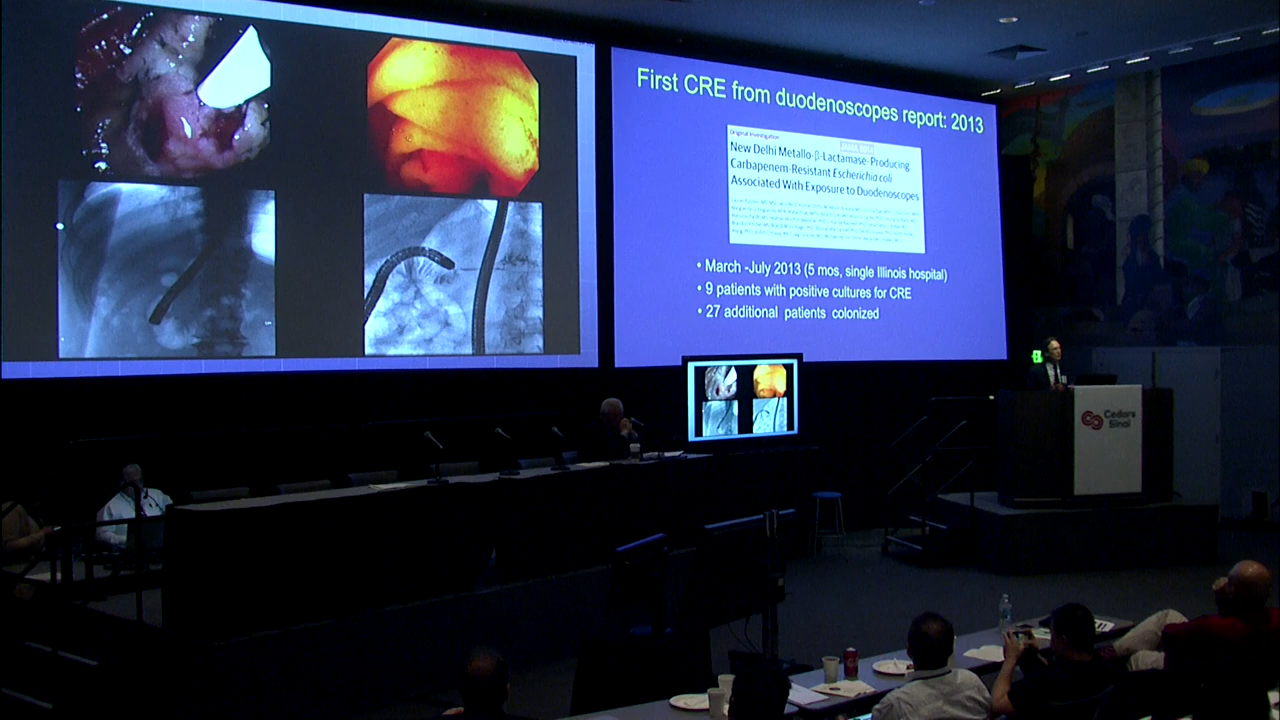 First CRE from duodenoscopes report: 2013
Original Investigation
JAMA 2014
New Delhi Metallo-β-Lactamase-Producing
Carbapenem-Resistant Escherichia coli
Associated With Exposure to Duodenoscopes
• March -July 2013 (5 mos, single Illinois hospital)
• 9 patients with positive cultures for CRE
• 27 additional patients colonized
Cedars
Sinai